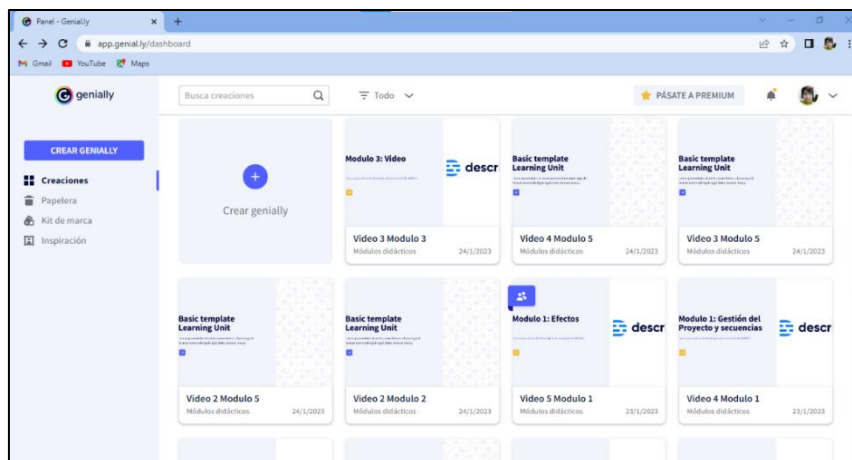 Panel - Genial.ly
app.genial.ly/dashboard
Gmail YouTube Maps
genially
Busca creaciones
Todo
PÁSATE A PREMIUM
CREAR GENIALLY
Creaciones
Papelera
Kit de marca
Inspiración
Crear genially
Modulo 3: Video
descr
Video 3 Modulo 3
Módulos didácticos 24/1/2023
Basic template
Learning Unit
Video 4 Modulo 5
Módulos didácticos 24/1/2023
Basic template
Learning Unit
Video 3 Modulo 5
Módulos didácticos 24/1/2023
Basic template
Learning Unit
Video 2 Modulo 5
Módulos didácticos 24/1/2023
Basic template
Learning Unit
Video 2 Modulo 2
Módulos didácticos 24/1/2023
Modulo 1: Efectos
descr
Video 5 Modulo 1
Módulos didácticos 23/1/2023
Modulo 1: Gestión del
Proyecto y secuencias
descr
Video 4 Modulo 1
Módulos didácticos 23/1/2023